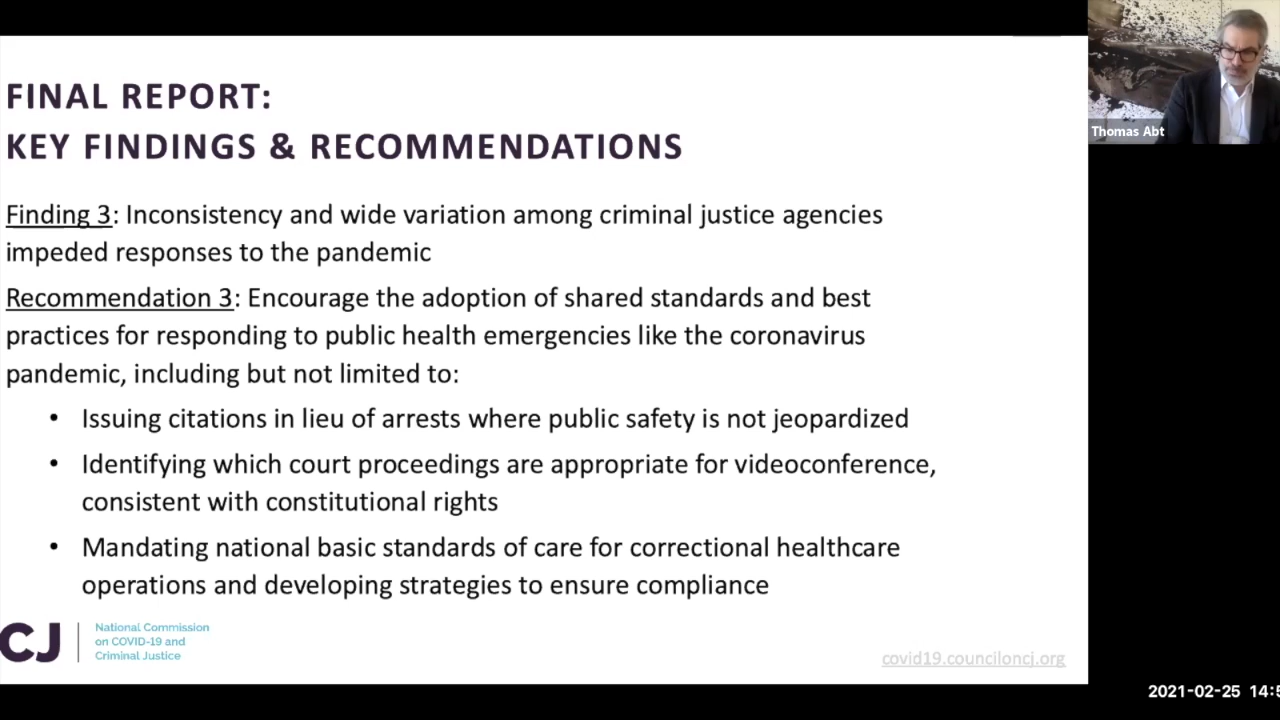 FINAL REPORT:
KEY FINDINGS & RECOMMENDATIONS
Finding 3: Inconsistency and wide variation among criminal justice agencies
impeded responses to the pandemic
Recommendation 3: Encourage the adoption of shared standards and best
practices for responding to public health emergencies like the coronavirus
pandemic, including but not limited to:
• Issuing citations in lieu of arrests where public safety is not jeopardized
• Identifying which court proceedings are appropriate for videoconference,
consistent with constitutional rights
• Mandating national basic standards of care for correctional healthcare
operations and developing strategies to ensure compliance
CJ
National Commission
on COVID-19 and
Criminal Justice
covid19.counciloncj.org
Thomas Abt
2021-02-25 14:5